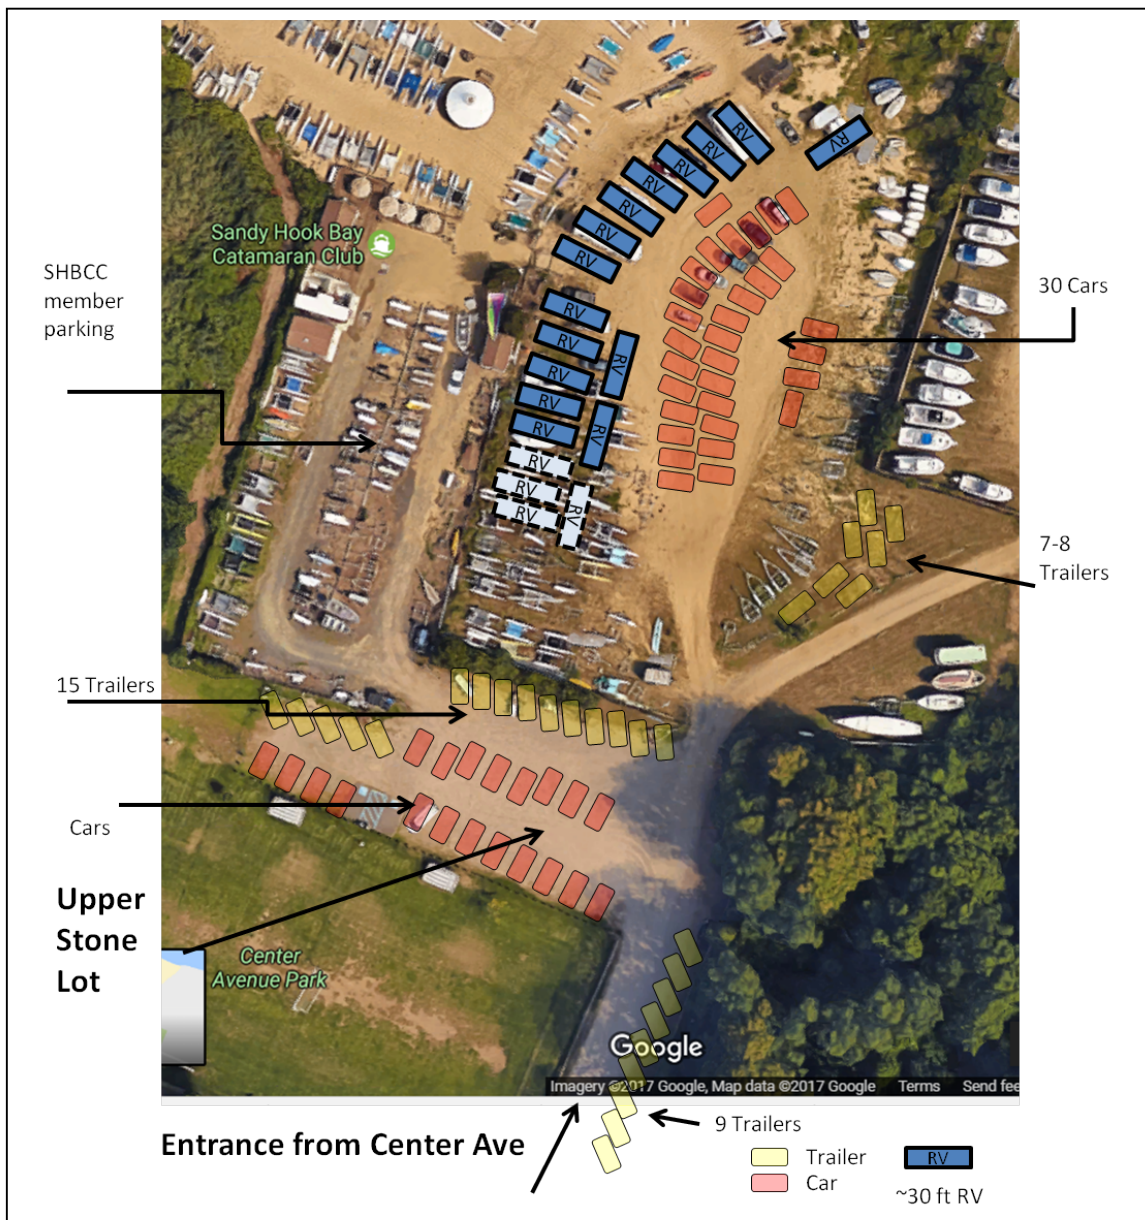 RV
RV
RV
RV
RV
RV
RV
RV
Sandy Hook Bay
Catamaran Club
SHBCC
member
parking
30 Cars
RV
RV
RV
RV
RV
RV
RV
RV
RV
RV
RV
RV
7-8
Trailers
15 Trailers
Cars
Upper
Stone
Lot
Center
Avenue Park
Google
Imagery ©2017 Google, Map data ©2017 Google Terms Send fee
Entrance from Center Ave
9 Trailers
Trailer
RV
Car
~30 ft RV